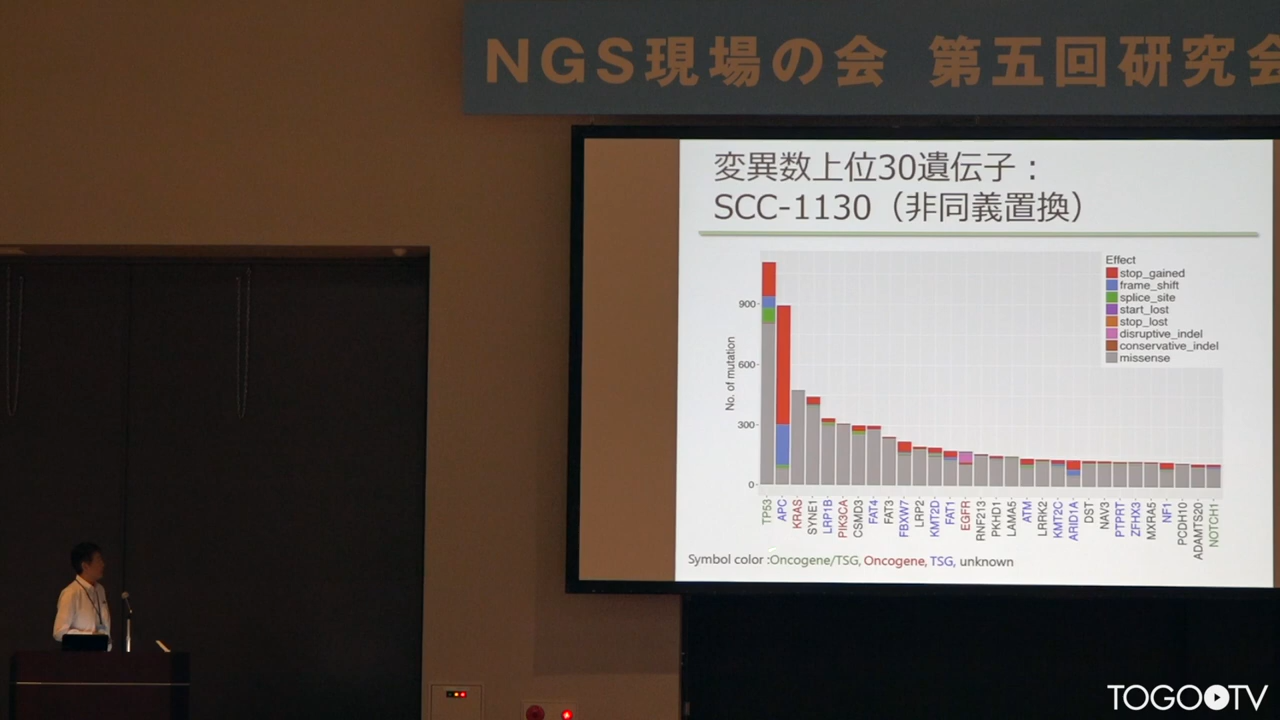 NGS現場の会 第五回研究会
変異数上位30遺伝子：
SCC-1130（非同義置換）
No. of mutation
900
600
300
0
Effect
stop_gained
frame_shift
splice_site
start_lost
stop_lost
disruptive_indel
conservative_indel
missense
TP53
APC
KRAS
SYNE1
LRP1B
PIK3CA
CSMD3
FAT4
FAT3
FBXW7
LRP2
KMT2D
FAT1
EGFR
RNF213
PKHD1
LAMA5
ATM
LRRK2
KMT2C
ARID1A
DST
NAV3
PTPRT
ZFHX3
MXRA5
NF1
PCDH10
ADAMTS20
NOTCH1
Symbol color :Oncogene/TSG, Oncogene, TSG, unknown
TOGOTV